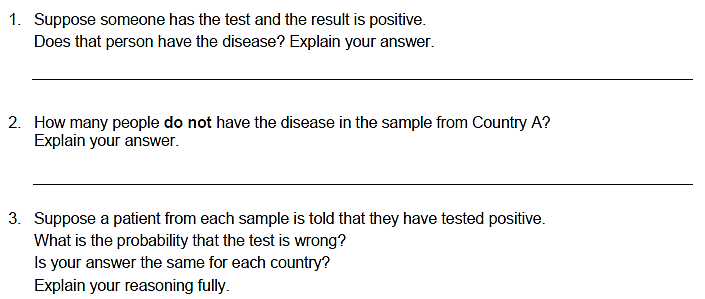 1. Suppose someone has the test and the result is positive.
Does that person have the disease? Explain your answer.
2. How many people do not have the disease in the sample from Country A?
Explain your answer.
3. Suppose a patient from each sample is told that they have tested positive.
What is the probability that the test is wrong?
Is your answer the same for each country?
Explain your reasoning fully.